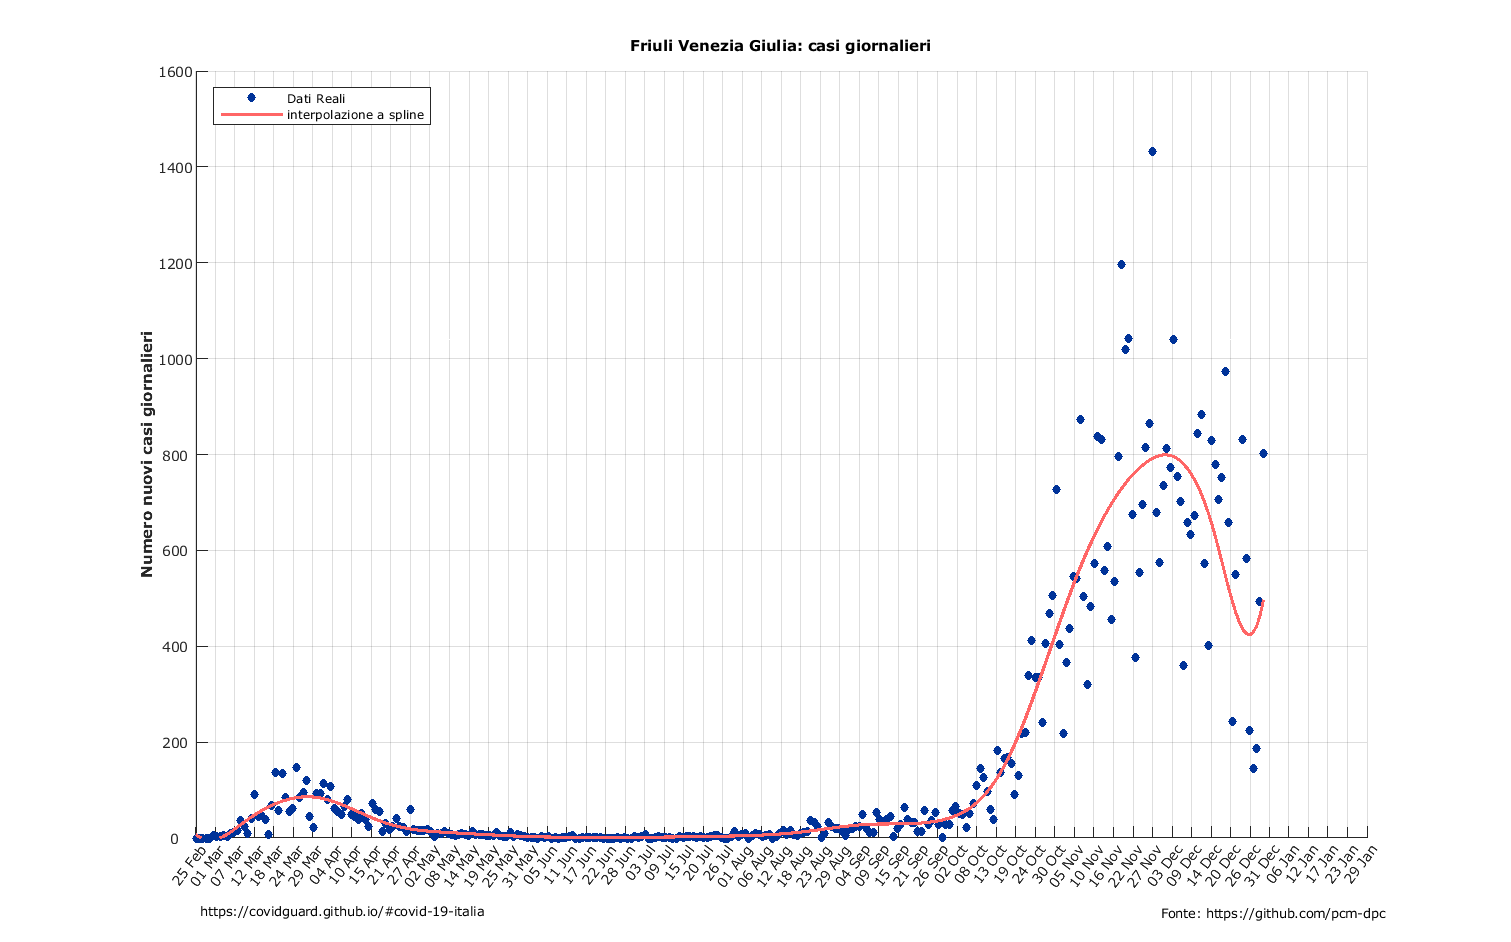 Friuli Venezia Giulia: casi giornalieri
Dati Reali
interpolazione a spline
Numero nuovi casi giornalieri
1600
1400
1200
1000
800
600
400
200
0
25 Feb
01 Mar
07 Mar
12 Mar
18 Mar
24 Mar
29 Mar
04 Apr
10 Apr
15 Apr
21 Apr
27 Apr
02 May
08 May
14 May
19 May
25 May
31 May
05 Jun
11 Jun
17 Jun
22 Jun
28 Jun
03 Jul
09 Jul
15 Jul
20 Jul
26 Jul
01 Aug
06 Aug
12 Aug
18 Aug
23 Aug
29 Aug
04 Sep
09 Sep
15 Sep
21 Sep
26 Sep
02 Oct
08 Oct
13 Oct
19 Oct
24 Oct
30 Oct
05 Nov
10 Nov
16 Nov
22 Nov
27 Nov
03 Dec
09 Dec
14 Dec
20 Dec
26 Dec
31 Dec
06 Jan
12 Jan
17 Jan
23 Jan
29 Jan
https://covidguard.github.io/#covid-19-italia
Fonte: https://github.com/pcm-dpc